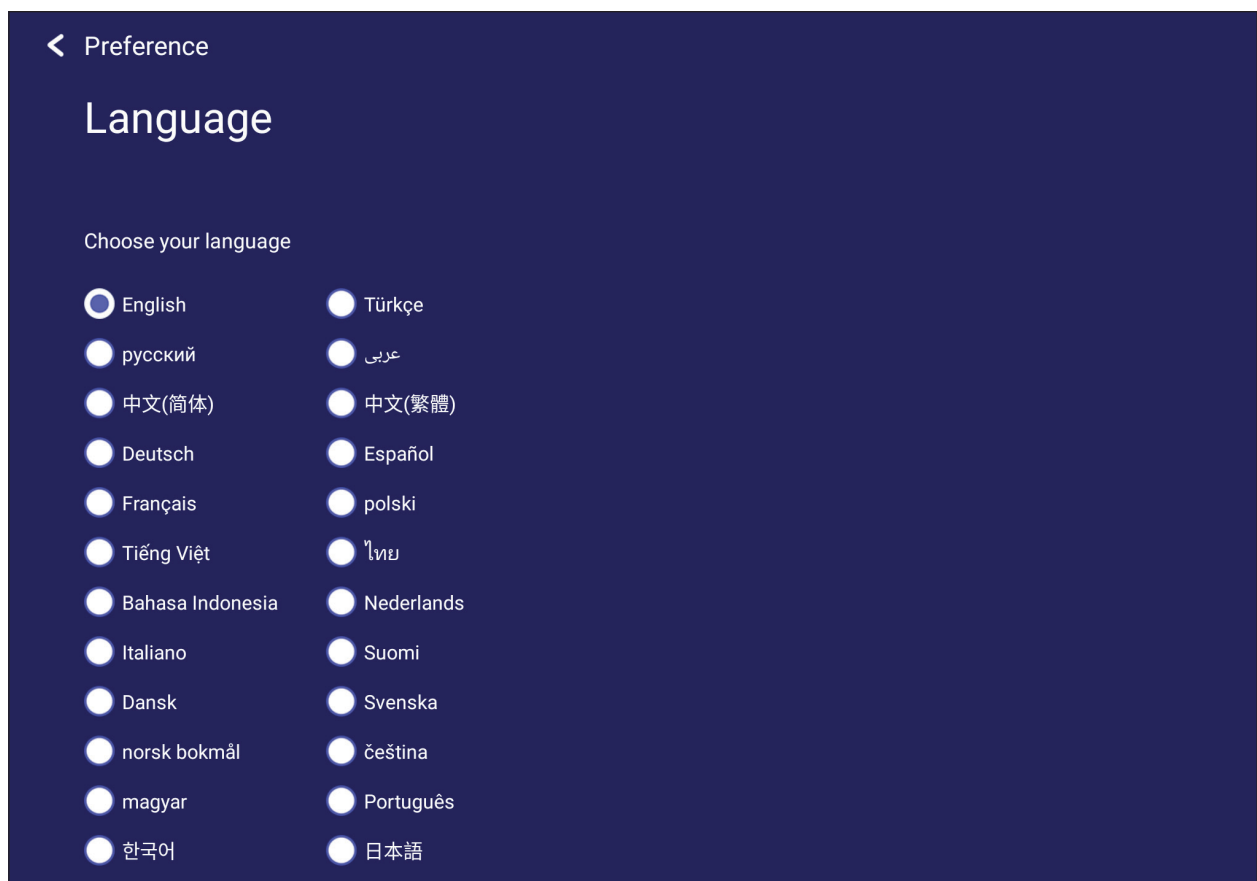 Preference
Language
Choose your language
English
Türkçe
русский
عربی
中文(简体)
中文(繁體)
Deutsch
Español
Français
polski
Tiếng Việt
ไทย
Bahasa Indonesia
Nederlands
Italiano
Suomi
Dansk
Svenska
norsk bokmål
čeština
magyar
Português
한국어
日本語